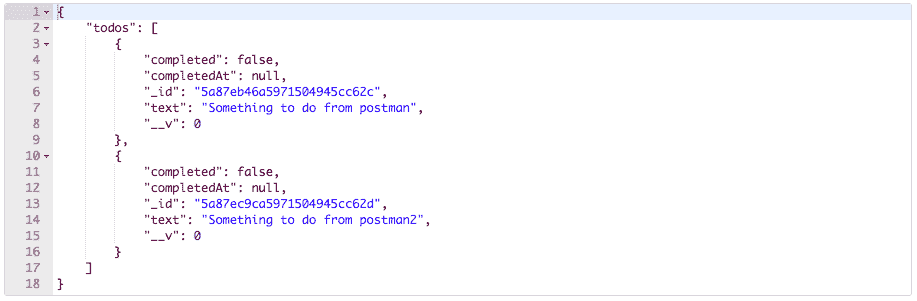 1 {
2 "todos": [
3 {
4 "completed": false,
5 "completedAt": null,
6 "_id": "5a87eb46a5971504945cc62c",
7 "text": "Something to do from postman",
8 "__v": 0
9 },
10 {
11 "completed": false,
12 "completedAt": null,
13 "_id": "5a87ec9ca5971504945cc62d",
14 "text": "Something to do from postman2",
15 "__v": 0
16 }
17 ]
18 }